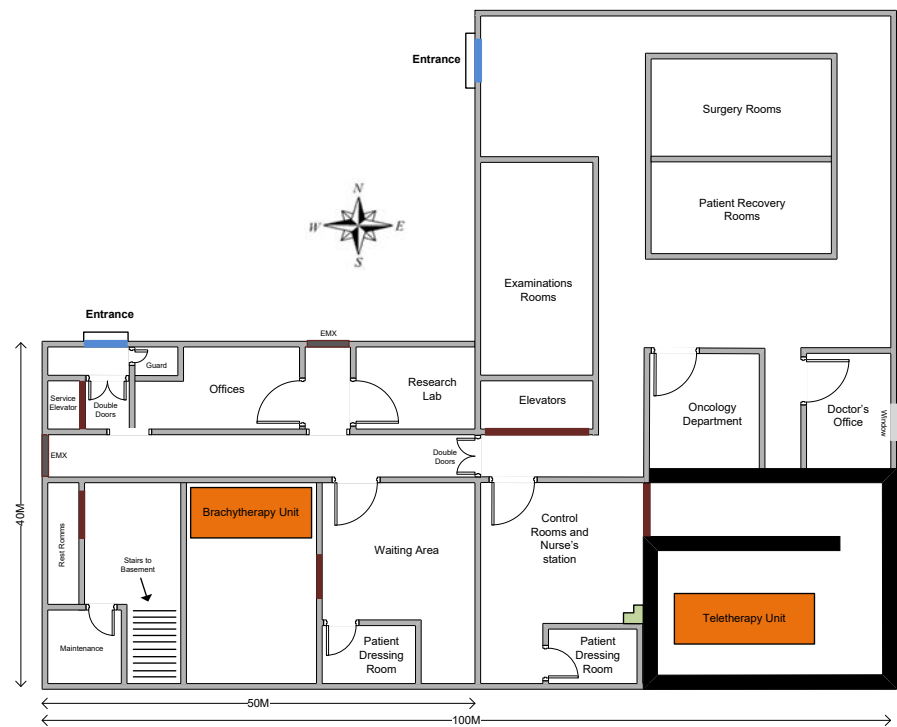 Entrance
Surgery Rooms
Patient Recovery
Rooms
N
W
E
S
Examinations
Rooms
Entrance
EMX
Guard
Offices
Research
Lab
Service
Elevator
Double
Doors
Elevators
Oncology
Department
Doctor's
Office
Window
EMX
Double
Doors
40M
Rest Romms
Brachytherapy Unit
Waiting Area
Control
Rooms and
Nurse's
station
Stairs to
Basement
Teletherapy Unit
Maintenance
Patient
Dressing
Room
Patient
Dressing
Room
50M
100M